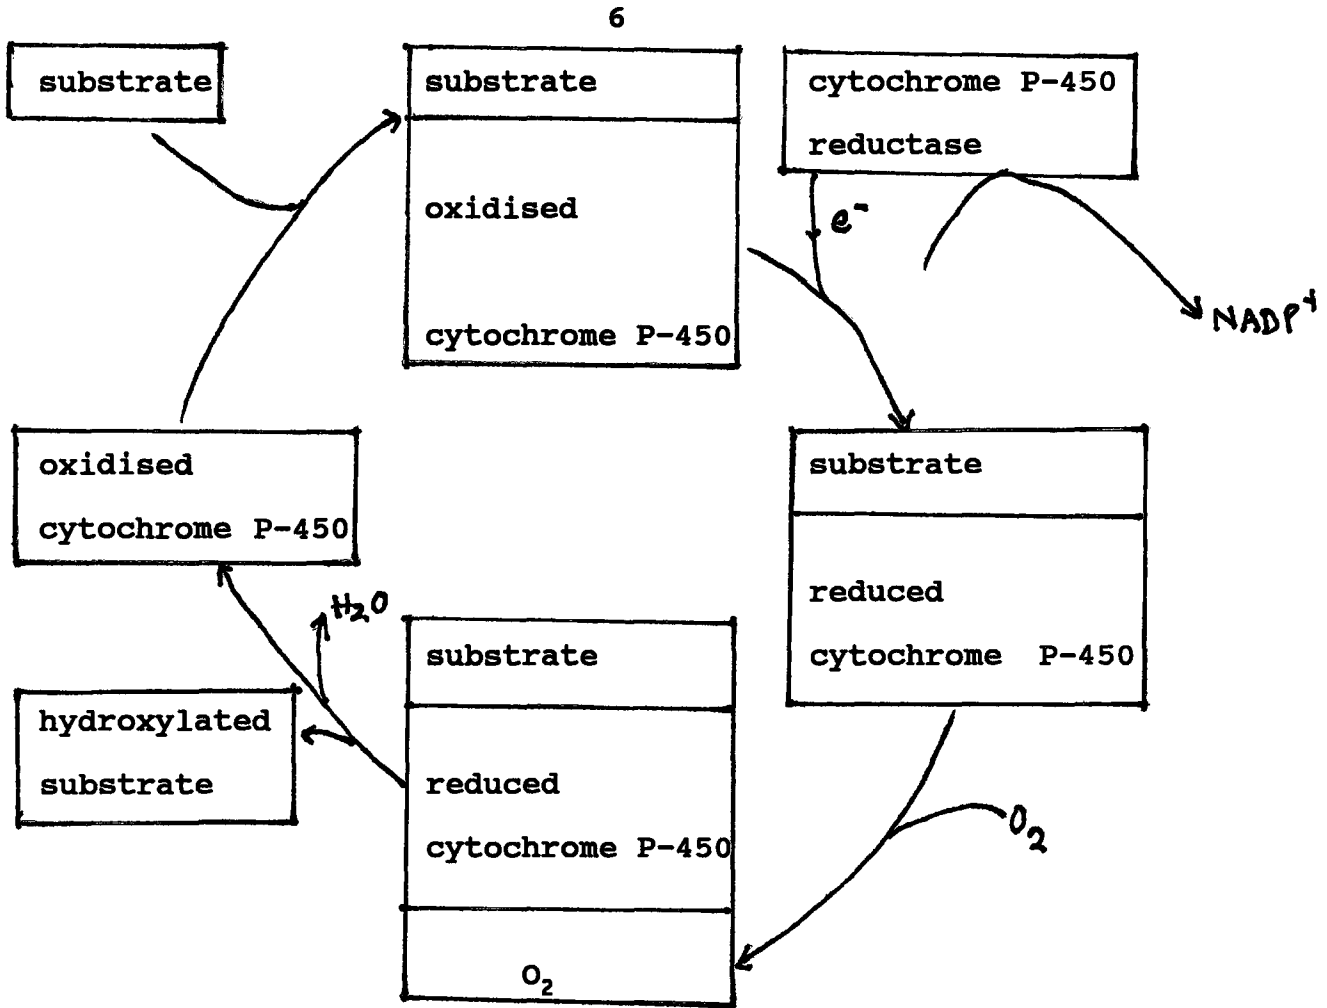 6
substrate
substrate
oxidised
cytochrome P-450
cytochrome P-450
reductase
e⁻
NADP⁺
oxidised
cytochrome P-450
substrate
reduced
cytochrome P-450
H₂O
hydroxylated
substrate
substrate
reduced
cytochrome P-450
O₂
O₂